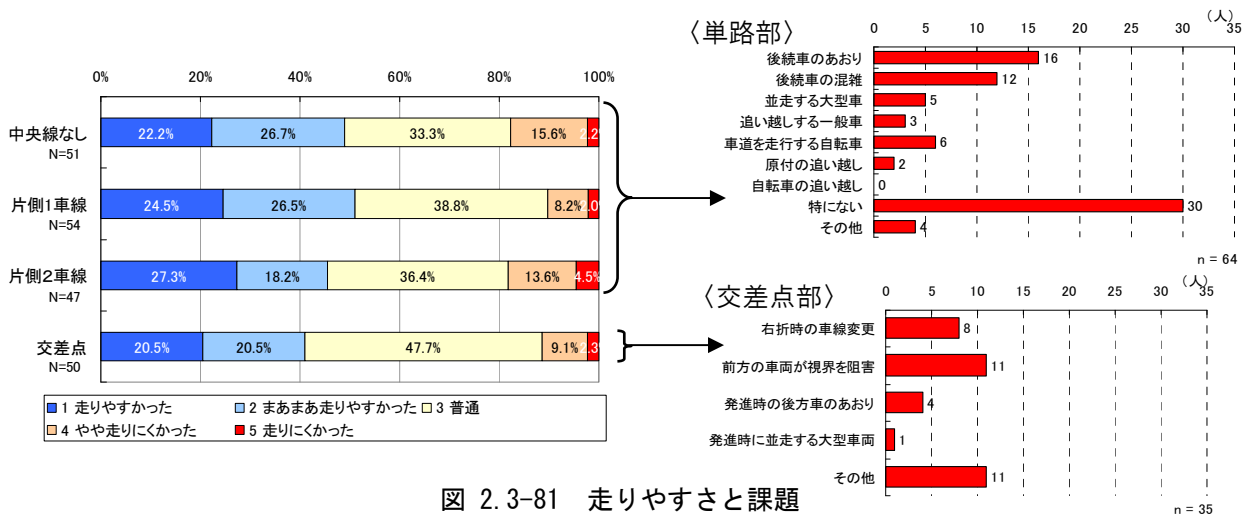 0% 20% 40% 60% 80% 100%
中央線なし
N=51
22.2% 26.7% 33.3% 15.6% 2.2%
片側1車線
N=54
24.5% 26.5% 38.8% 8.2% 2.0%
片側2車線
N=47
27.3% 18.2% 36.4% 13.6% 4.5%
交差点
N=50
20.5% 20.5% 47.7% 9.1% 2.3%
1 走りやすかった 2 まあまあ走りやすかった 3 普通
4 やや走りにくかった 5 走りにくかった
〈単路部〉
(人)
0 5 10 15 20 25 30 35
後続車のあおり 16
後続車の混雑 12
並走する大型車 5
追い越しする一般車 3
車道を走行する自転車 6
原付の追い越し 2
自転車の追い越し 0
特にない 30
その他 4
n = 64
〈交差点部〉
(人)
0 5 10 15 20 25 30 35
右折時の車線変更 8
前方の車両が視界を阻害 11
発進時の後方車のあおり 4
発進時に並走する大型車両 1
その他 11
n = 35
図 2.3-81 走りやすさと課題